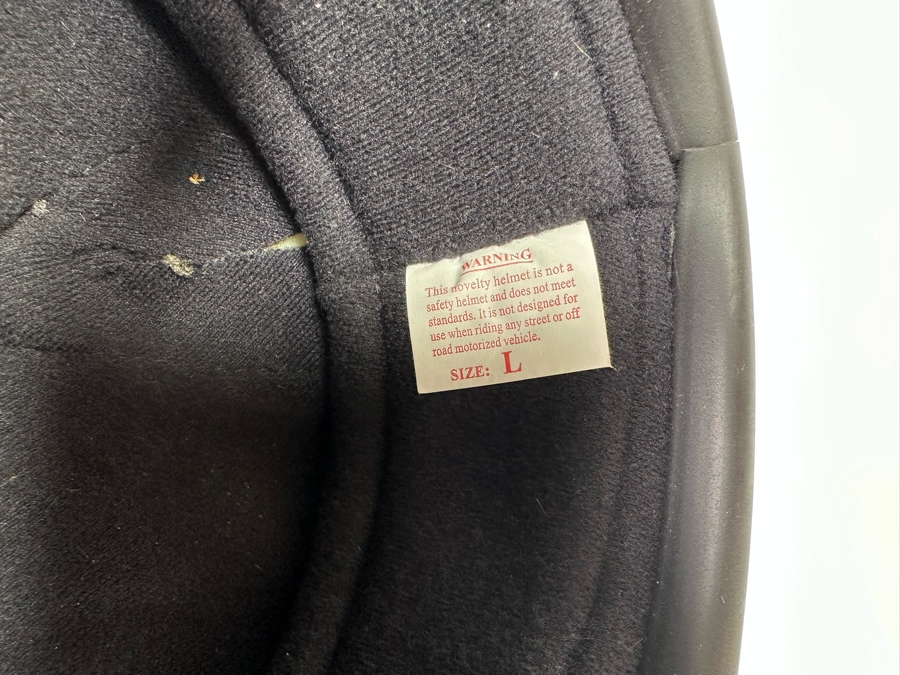 WARNING
This novelty helmet is not a
safety helmet and does not meet
standards. It is not designed for
use when riding any street or off
road motorized vehicle.
SIZE: L